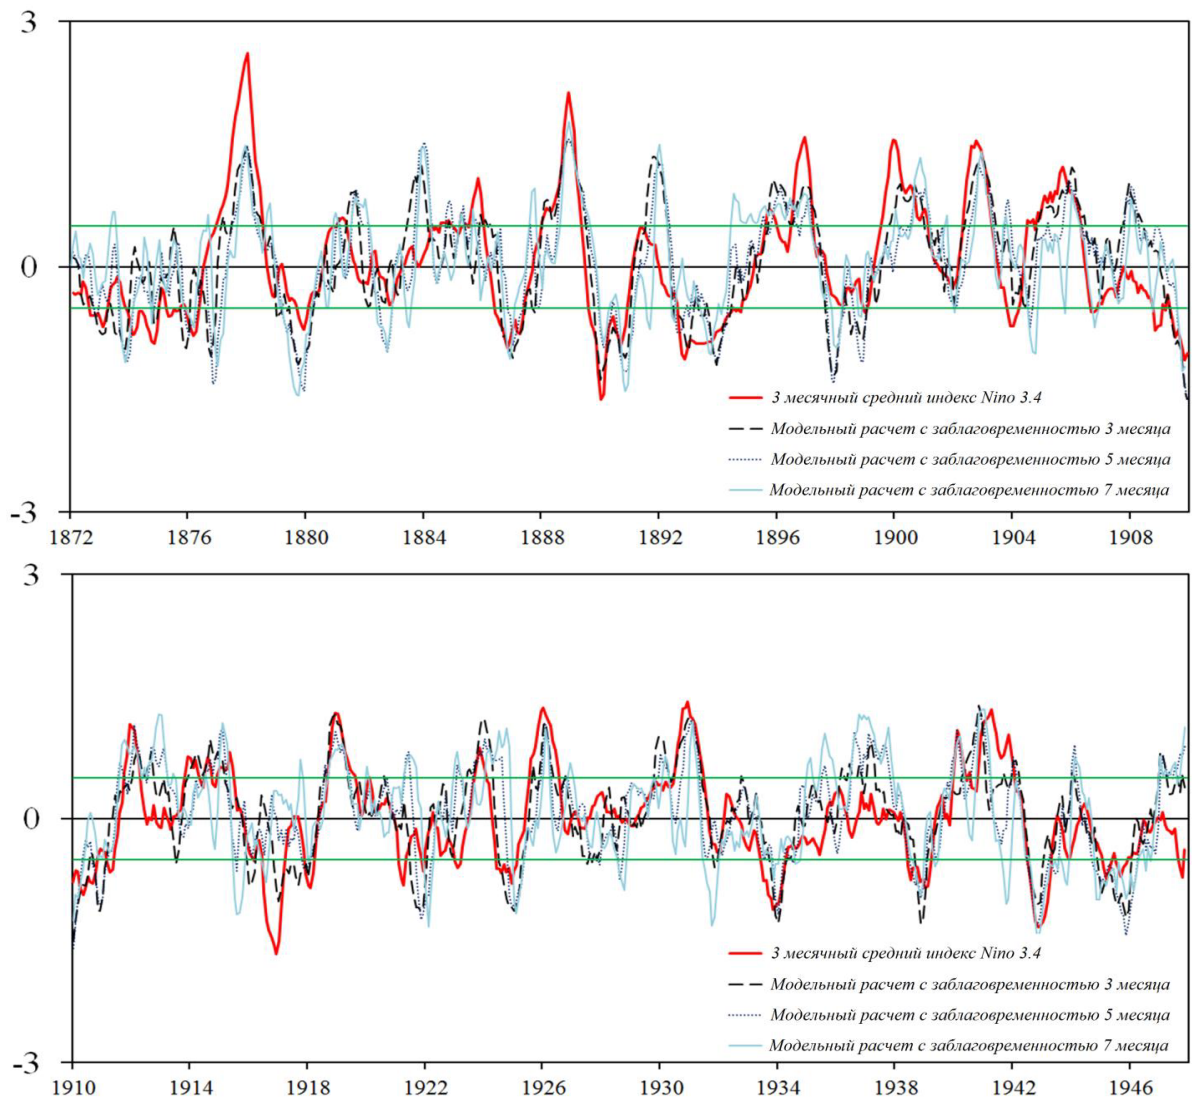 3
0
-3
3 месячный средний индекс Nino 3.4
Модельный расчет с заблаговременностью 3 месяца
Модельный расчет с заблаговременностью 5 месяца
Модельный расчет с заблаговременностью 7 месяца
1872 1876 1880 1884 1888 1892 1896 1900 1904 1908
3
0
-3
3 месячный средний индекс Nino 3.4
Модельный расчет с заблаговременностью 3 месяца
Модельный расчет с заблаговременностью 5 месяца
Модельный расчет с заблаговременностью 7 месяца
1910 1914 1918 1922 1926 1930 1934 1938 1942 1946